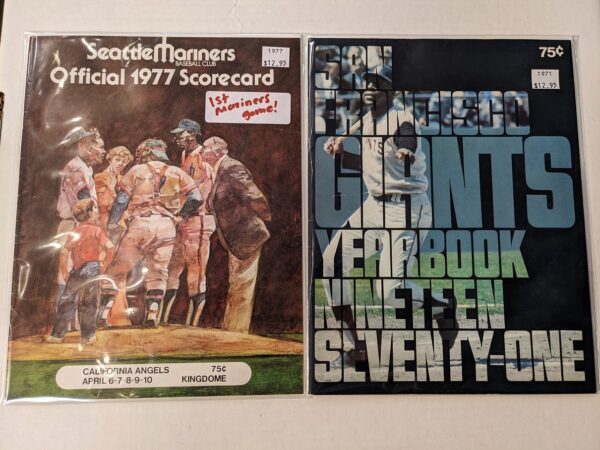 Seattle Mariners
BASEBALL CLUB
Official 1977 Scorecard
1977
$12.95
1st
Mariners
game!
CALIFORNIA ANGELS
APRIL 6-7-8-9-10
75¢
KINGDOME
75¢
1971
$12.95
SAN
FRANCISCO
GIANTS
YEARBOOK
NINETEEN
SEVENTY-ONE